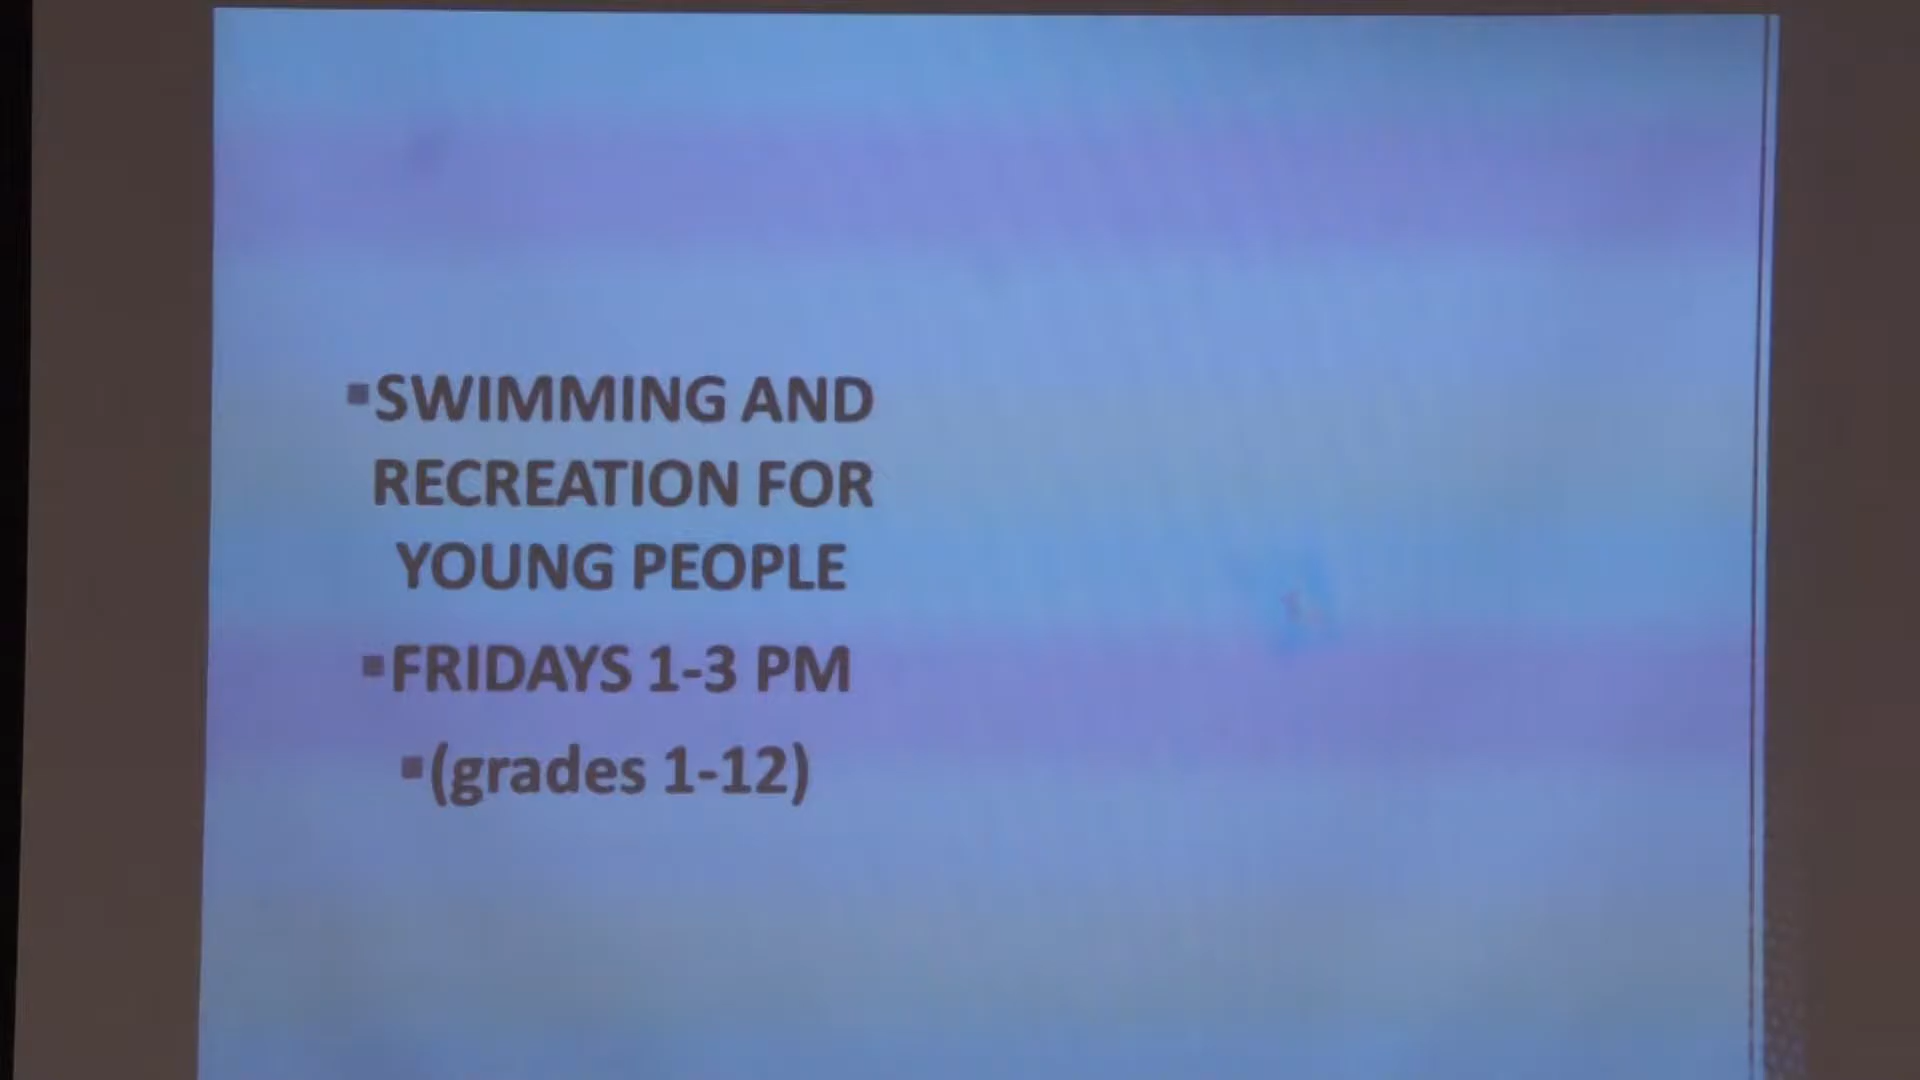 ▪SWIMMING AND
RECREATION FOR
YOUNG PEOPLE
▪FRIDAYS 1-3 PM
▪(grades 1-12)